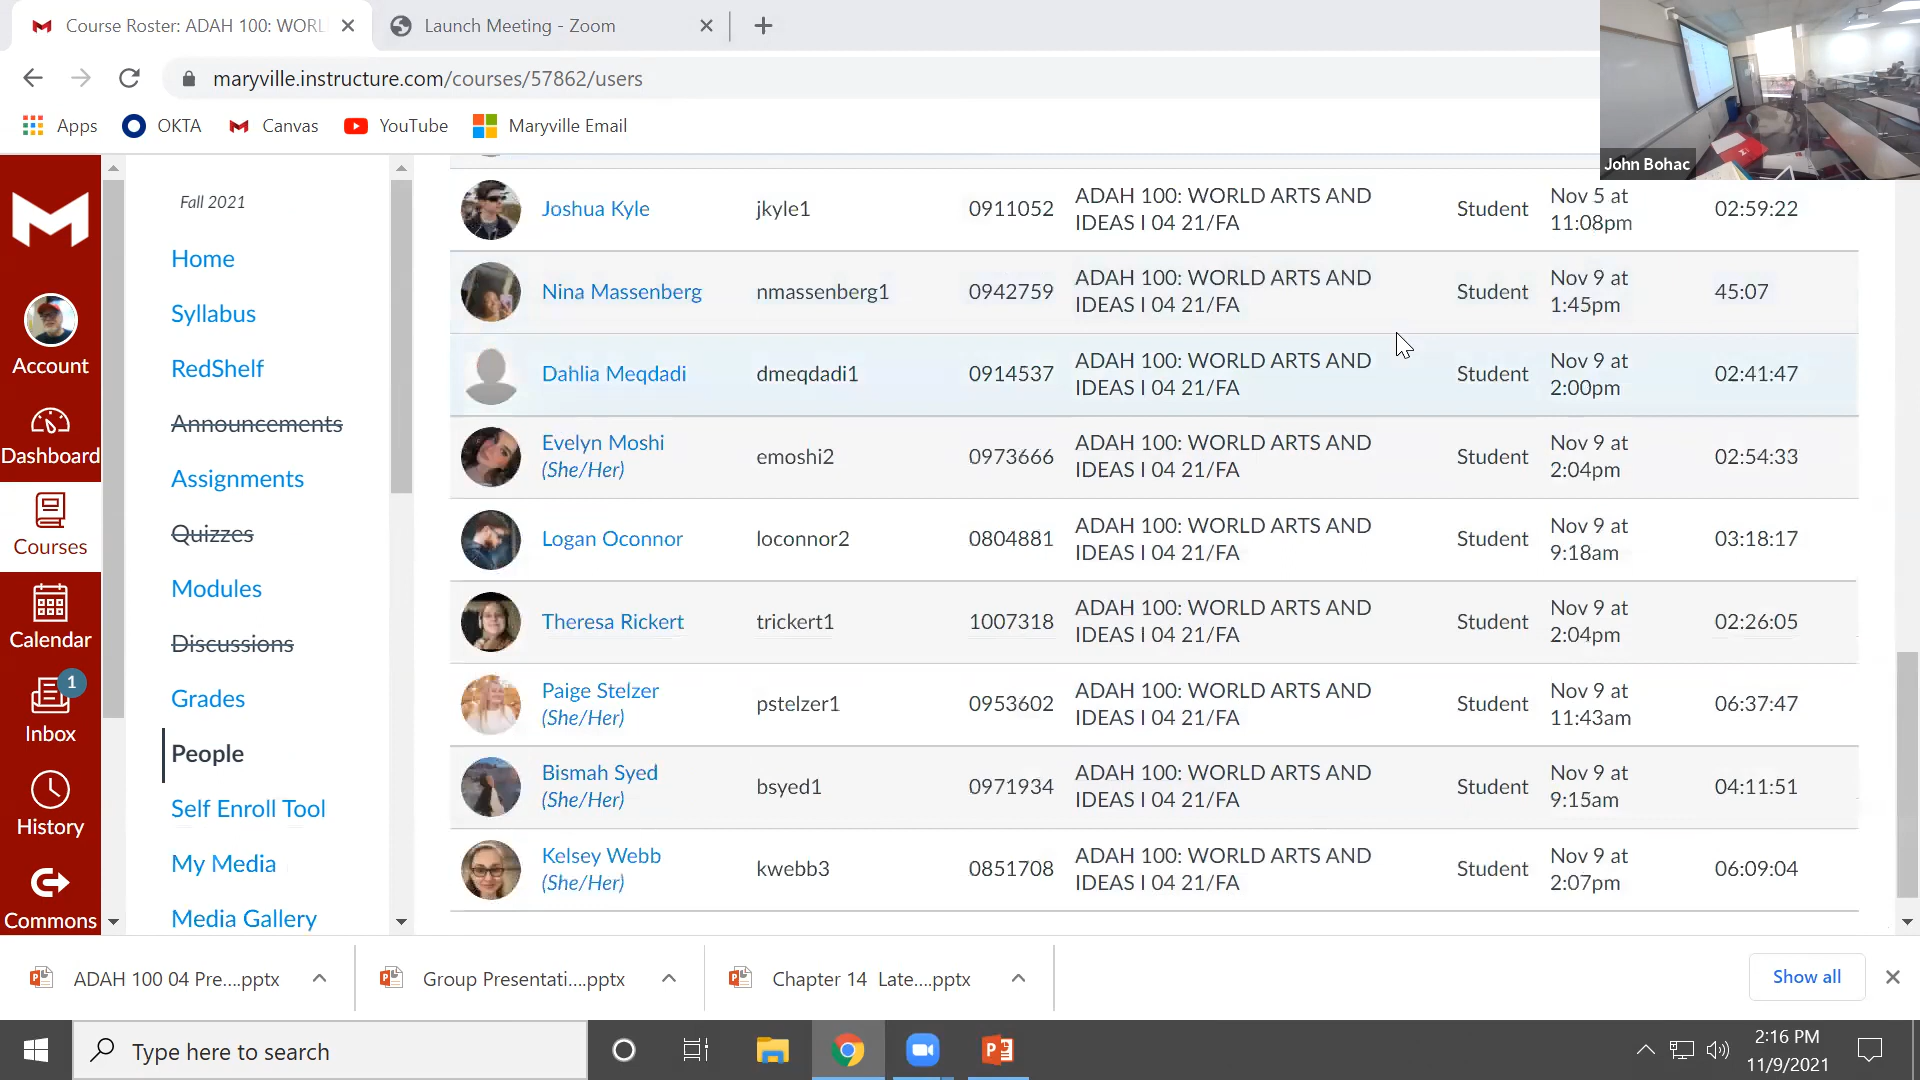 Course Roster: ADAH 100: WORL
Launch Meeting - Zoom
maryville.instructure.com/courses/57862/users
Apps
OKTA
Canvas
YouTube
Maryville Email
John Bohac
Account
Dashboard
Courses
Calendar
1
Inbox
History
Commons
Fall 2021
Home
Syllabus
RedShelf
Announcements
Assignments
Quizzes
Modules
Discussions
Grades
People
Self Enroll Tool
My Media
Media Gallery
Joshua Kyle jkyle1 0911052 ADAH 100: WORLD ARTS AND Student Nov 5 at 02:59:22
IDEAS I 04 21/FA 11:08pm
Nina Massenberg nmassenberg1 0942759 ADAH 100: WORLD ARTS AND Student Nov 9 at 45:07
IDEAS I 04 21/FA 1:45pm
Dahlia Meqdadi dmeqdadi1 0914537 ADAH 100: WORLD ARTS AND Student Nov 9 at 02:41:47
IDEAS I 04 21/FA 2:00pm
Evelyn Moshi emoshi2 0973666 ADAH 100: WORLD ARTS AND Student Nov 9 at 02:54:33
(She/Her) IDEAS I 04 21/FA 2:04pm
Logan Oconnor loconnor2 0804881 ADAH 100: WORLD ARTS AND Student Nov 9 at 03:18:17
IDEAS I 04 21/FA 9:18am
Theresa Rickert trickert1 1007318 ADAH 100: WORLD ARTS AND Student Nov 9 at 02:26:05
IDEAS I 04 21/FA 2:04pm
Paige Stelzer pstelzer1 0953602 ADAH 100: WORLD ARTS AND Student Nov 9 at 06:37:47
(She/Her) IDEAS I 04 21/FA 11:43am
Bismah Syed bsyed1 0971934 ADAH 100: WORLD ARTS AND Student Nov 9 at 04:11:51
(She/Her) IDEAS I 04 21/FA 9:15am
Kelsey Webb kwebb3 0851708 ADAH 100: WORLD ARTS AND Student Nov 9 at 06:09:04
(She/Her) IDEAS I 04 21/FA 2:07pm
ADAH 100 04 Pre....pptx
Group Presentati....pptx
Chapter 14 Late....pptx
Show all
Type here to search
2:16 PM
11/9/2021